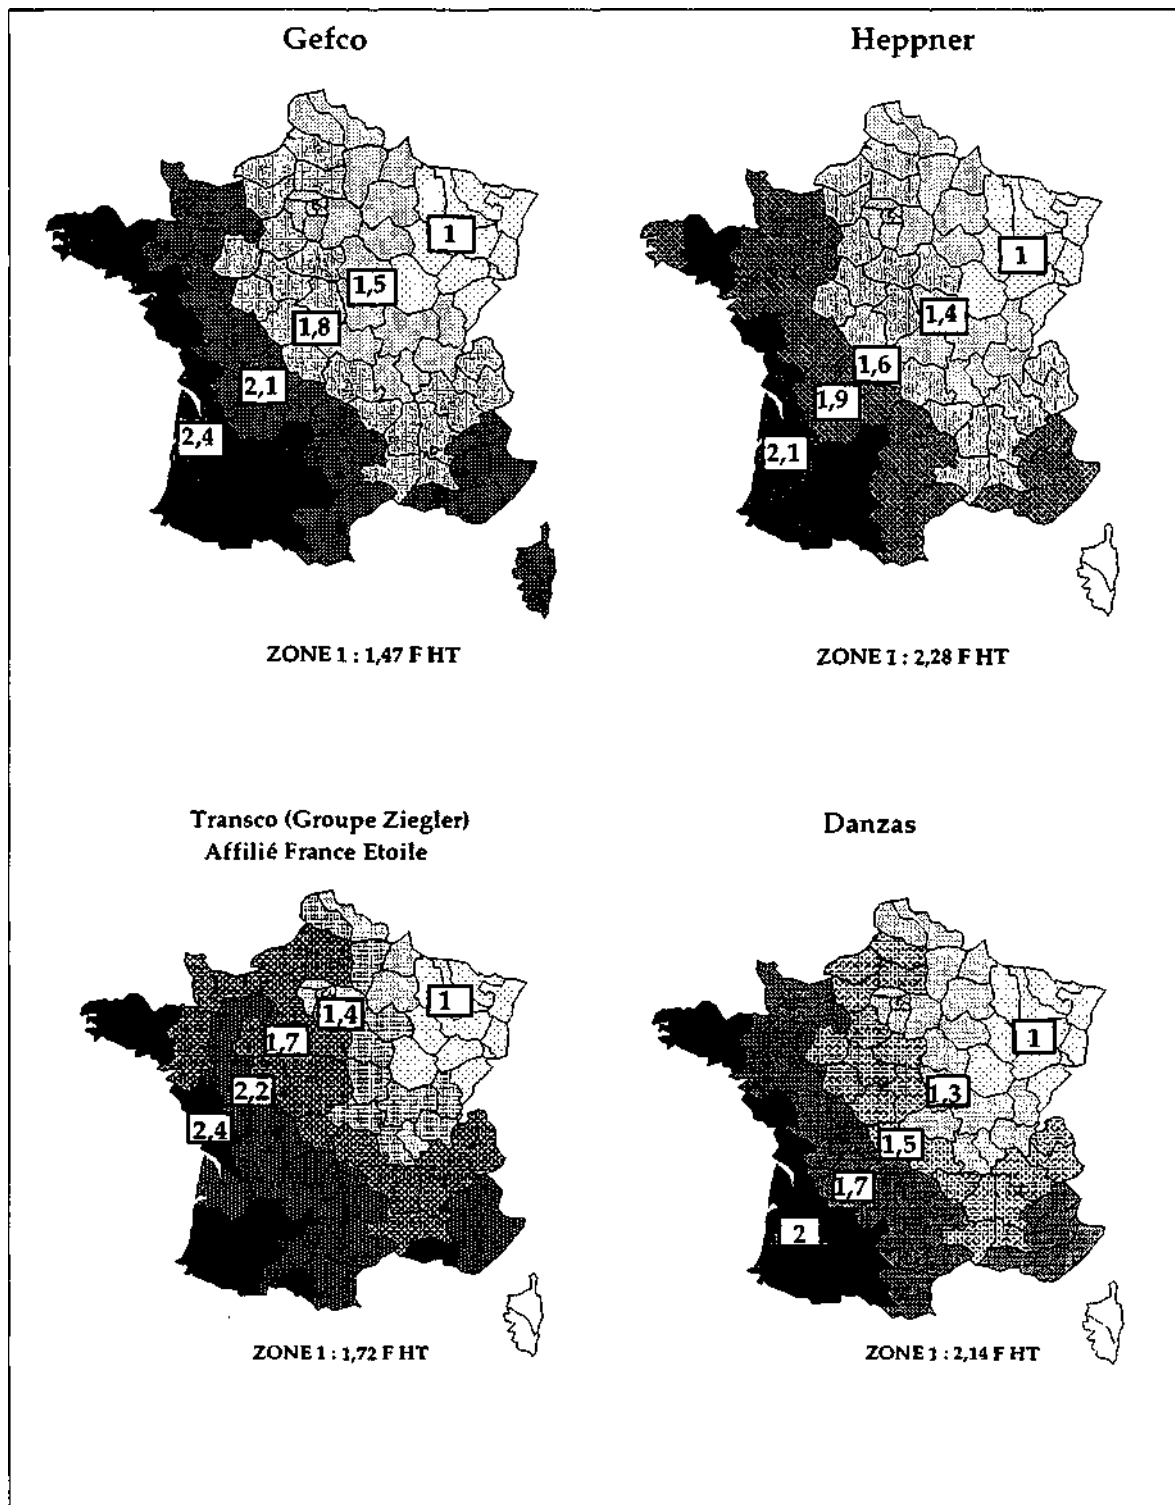 Gefco
Heppner
1
1,5
1,8
2,1
2,4
1
1,4
1,6
1,9
2,1
ZONE 1 : 1,47 F HT
ZONE 1 : 2,28 F HT
Transco (Groupe Ziegler)
Affilié France Etoile
Danzas
1
1,4
1,7
2,2
2,4
1
1,3
1,5
1,7
2
ZONE 1 : 1,72 F HT
ZONE 1 : 2,14 F HT